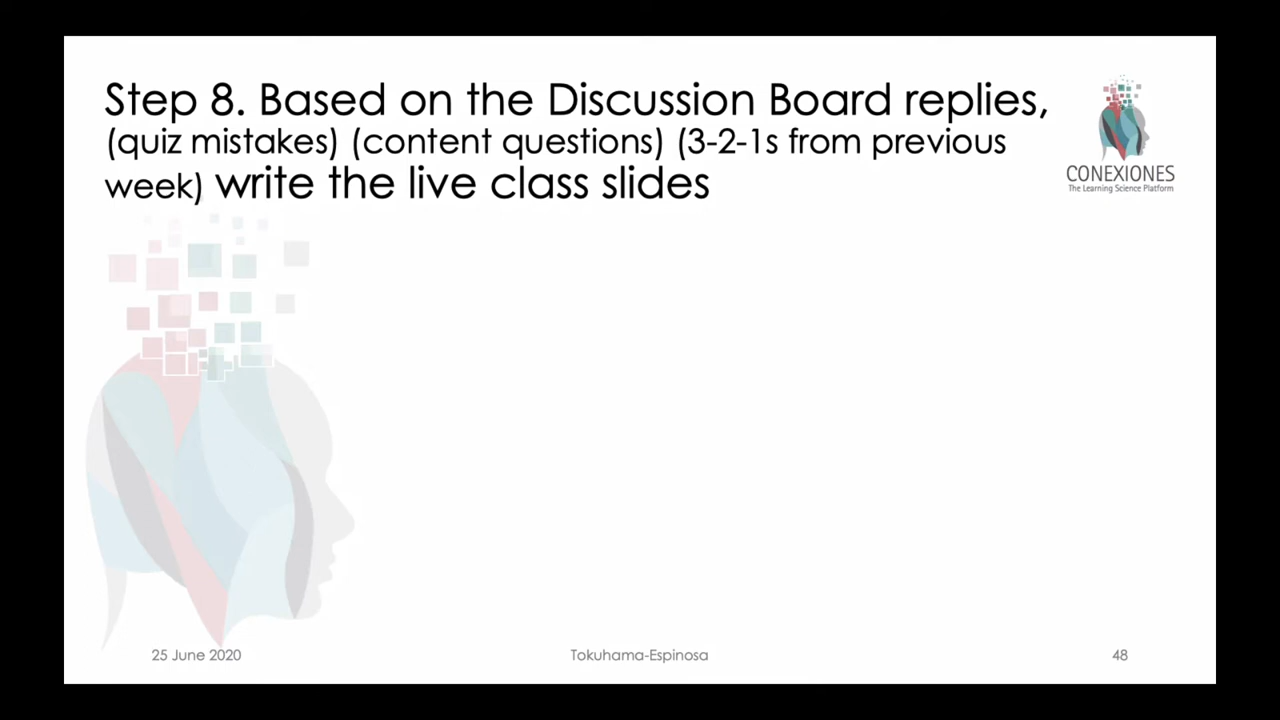 Step 8. Based on the Discussion Board replies,
(quiz mistakes) (content questions) (3-2-1s from previous
week) write the live class slides
CONEXIONES
The Learning Science Platform
25 June 2020
Tokuhama-Espinosa
48